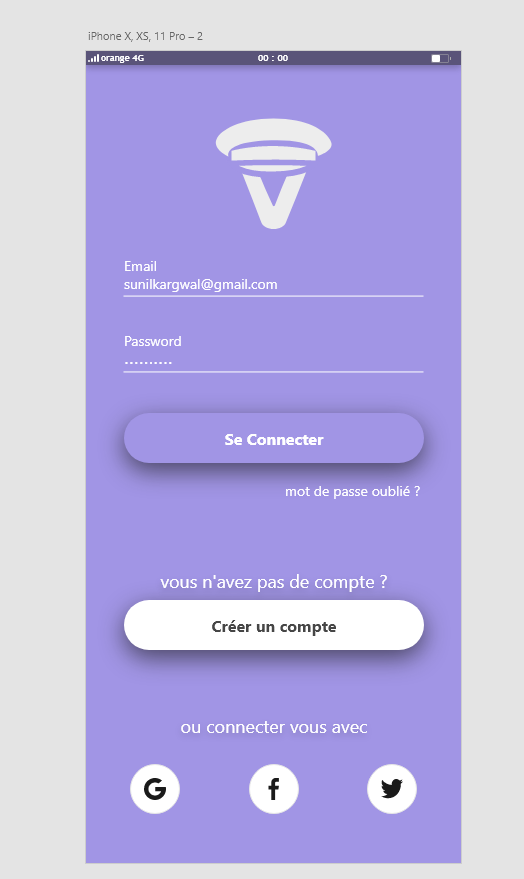 iPhone X, XS, 11 Pro – 2
orange 4G
00 : 00
Email
sunilkargwal@gmail.com
Password
Se Connecter
mot de passe oublié ?
vous n'avez pas de compte ?
Créer un compte
ou connecter vous avec